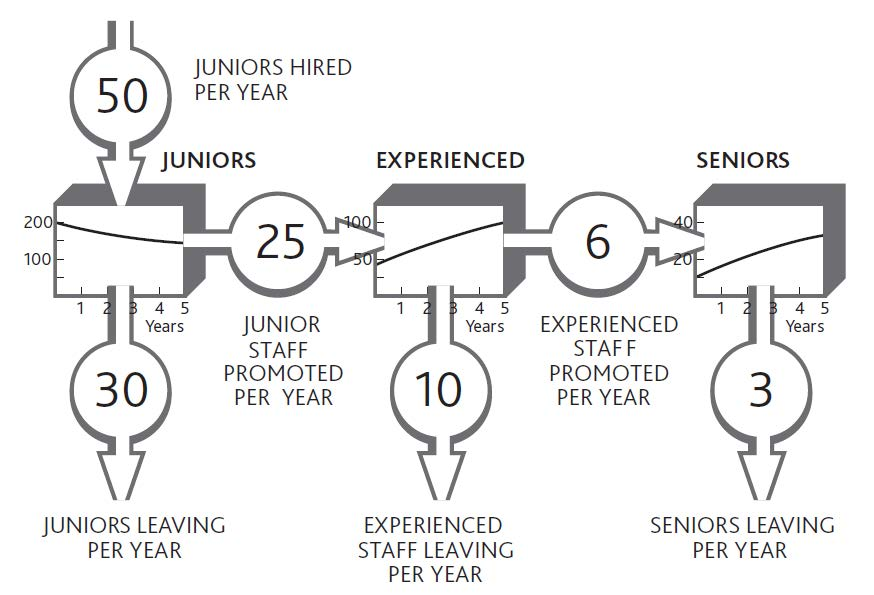 50
JUNIORS HIRED
PER YEAR
JUNIORS
EXPERIENCED
SENIORS
200
100
1 2 3 4 5
Years
25
100
50
1 2 3 4 5
Years
6
40
20
1 2 3 4 5
Years
JUNIOR
STAFF
PROMOTED
PER YEAR
EXPERIENCED
STAFF
PROMOTED
PER YEAR
30
10
3
JUNIORS LEAVING
PER YEAR
EXPERIENCED
STAFF LEAVING
PER YEAR
SENIORS LEAVING
PER YEAR